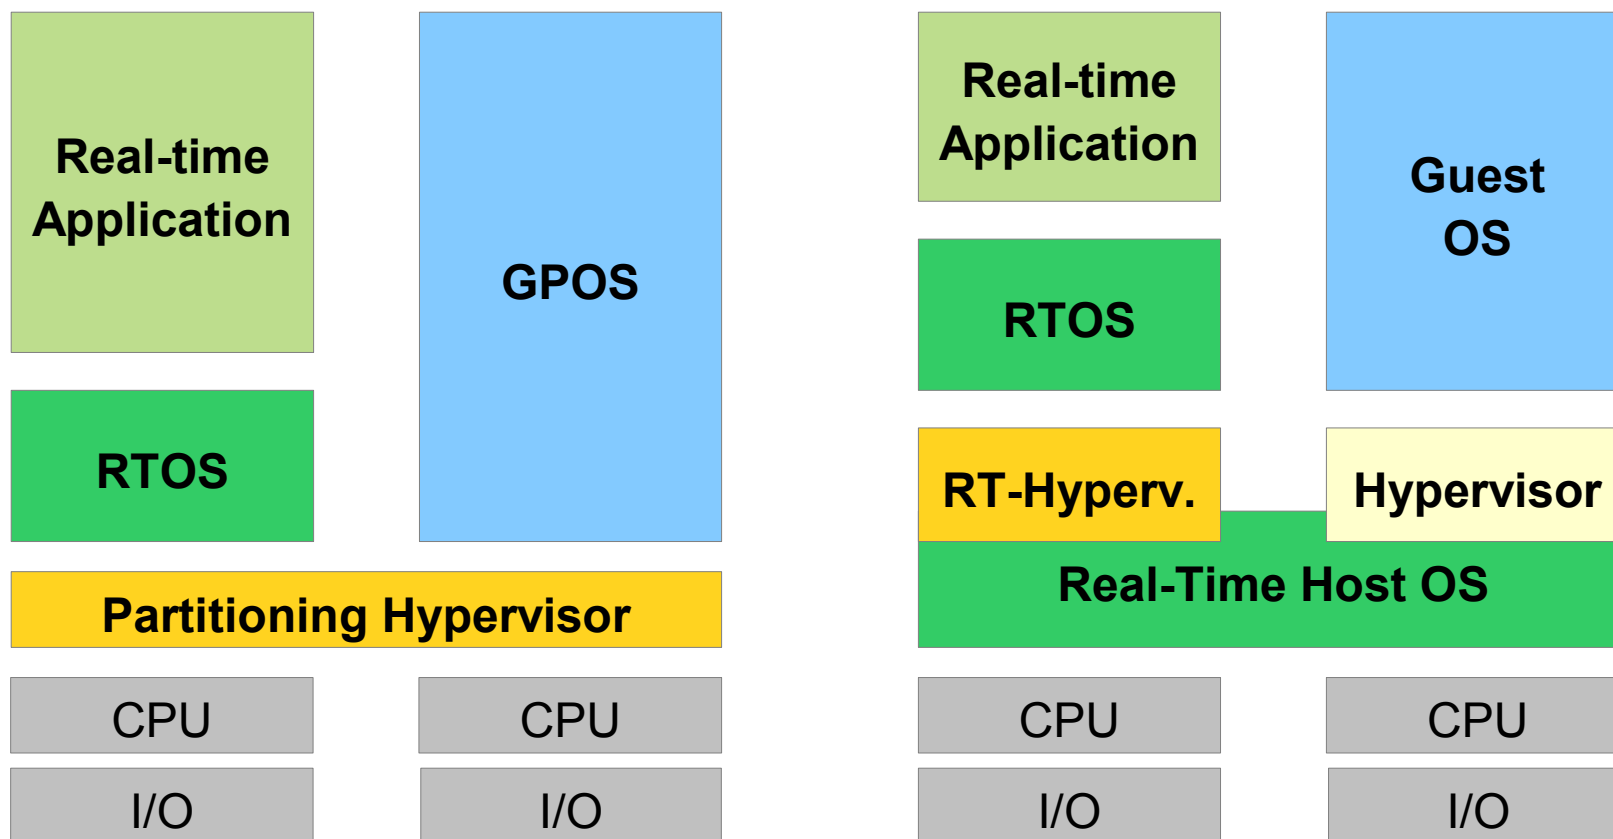 Real-time
Application
GPOS
RTOS
Partitioning Hypervisor
CPU
CPU
I/O
I/O
Real-time
Application
Guest
OS
RTOS
RT-Hyperv.
Hypervisor
Real-Time Host OS
CPU
CPU
I/O
I/O